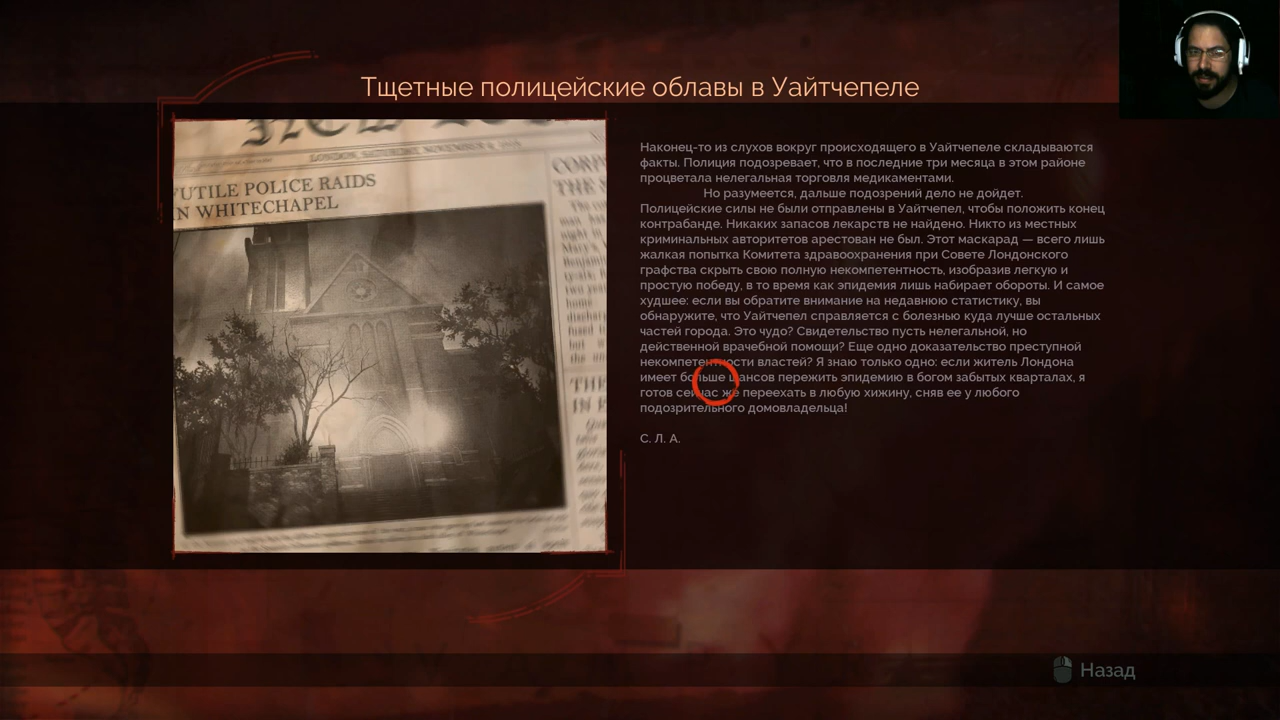 Тщетные полицейские облавы в Уайтчепеле
LONDON
NOVEMBER
UTILE POLICE RAIDS
N WHITECHAPEL
Наконец-то из слухов вокруг происходящего в Уайтчепеле складываются
факты. Полиция подозревает, что в последние три месяца в этом районе
процветала нелегальная торговля медикаментами.
Но разумеется, дальше подозрений дело не дойдет.
Полицейские силы не были отправлены в Уайтчепел, чтобы положить конец
контрабанде. Никаких запасов лекарств не найдено. Никто из местных
криминальных авторитетов арестован не был. Этот маскарад — всего лишь
жалкая попытка Комитета здравоохранения при Совете Лондонского
графства скрыть свою полную некомпетентность, изобразив легкую и
простую победу, в то время как эпидемия лишь набирает обороты. И самое
худшее: если вы обратите внимание на недавнюю статистику, вы
обнаружите, что Уайтчепел справляется с болезнью куда лучше остальных
частей города. Это чудо? Свидетельство пусть нелегальной, но
действенной врачебной помощи? Еще одно доказательство преступной
некомпетентности властей? Я знаю только одно: если житель Лондона
имеет больше шансов пережить эпидемию в богом забытых кварталах, я
готов сейчас же переехать в любую хижину, сняв ее у любого
подозрительного домовладельца!
С. Л. А.
Назад